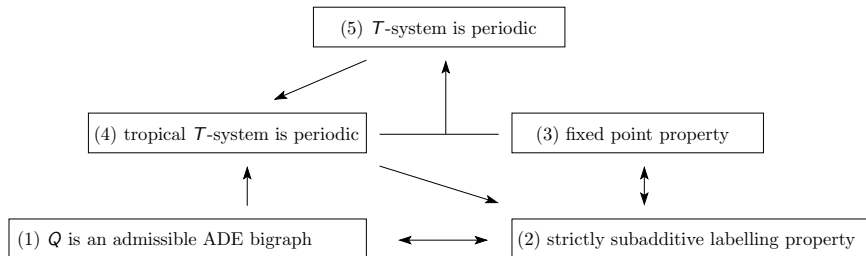 (5) T-system is periodic
(4) tropical T-system is periodic
(3) fixed point property
(1) Q is an admissible ADE bigraph
(2) strictly subadditive labelling property